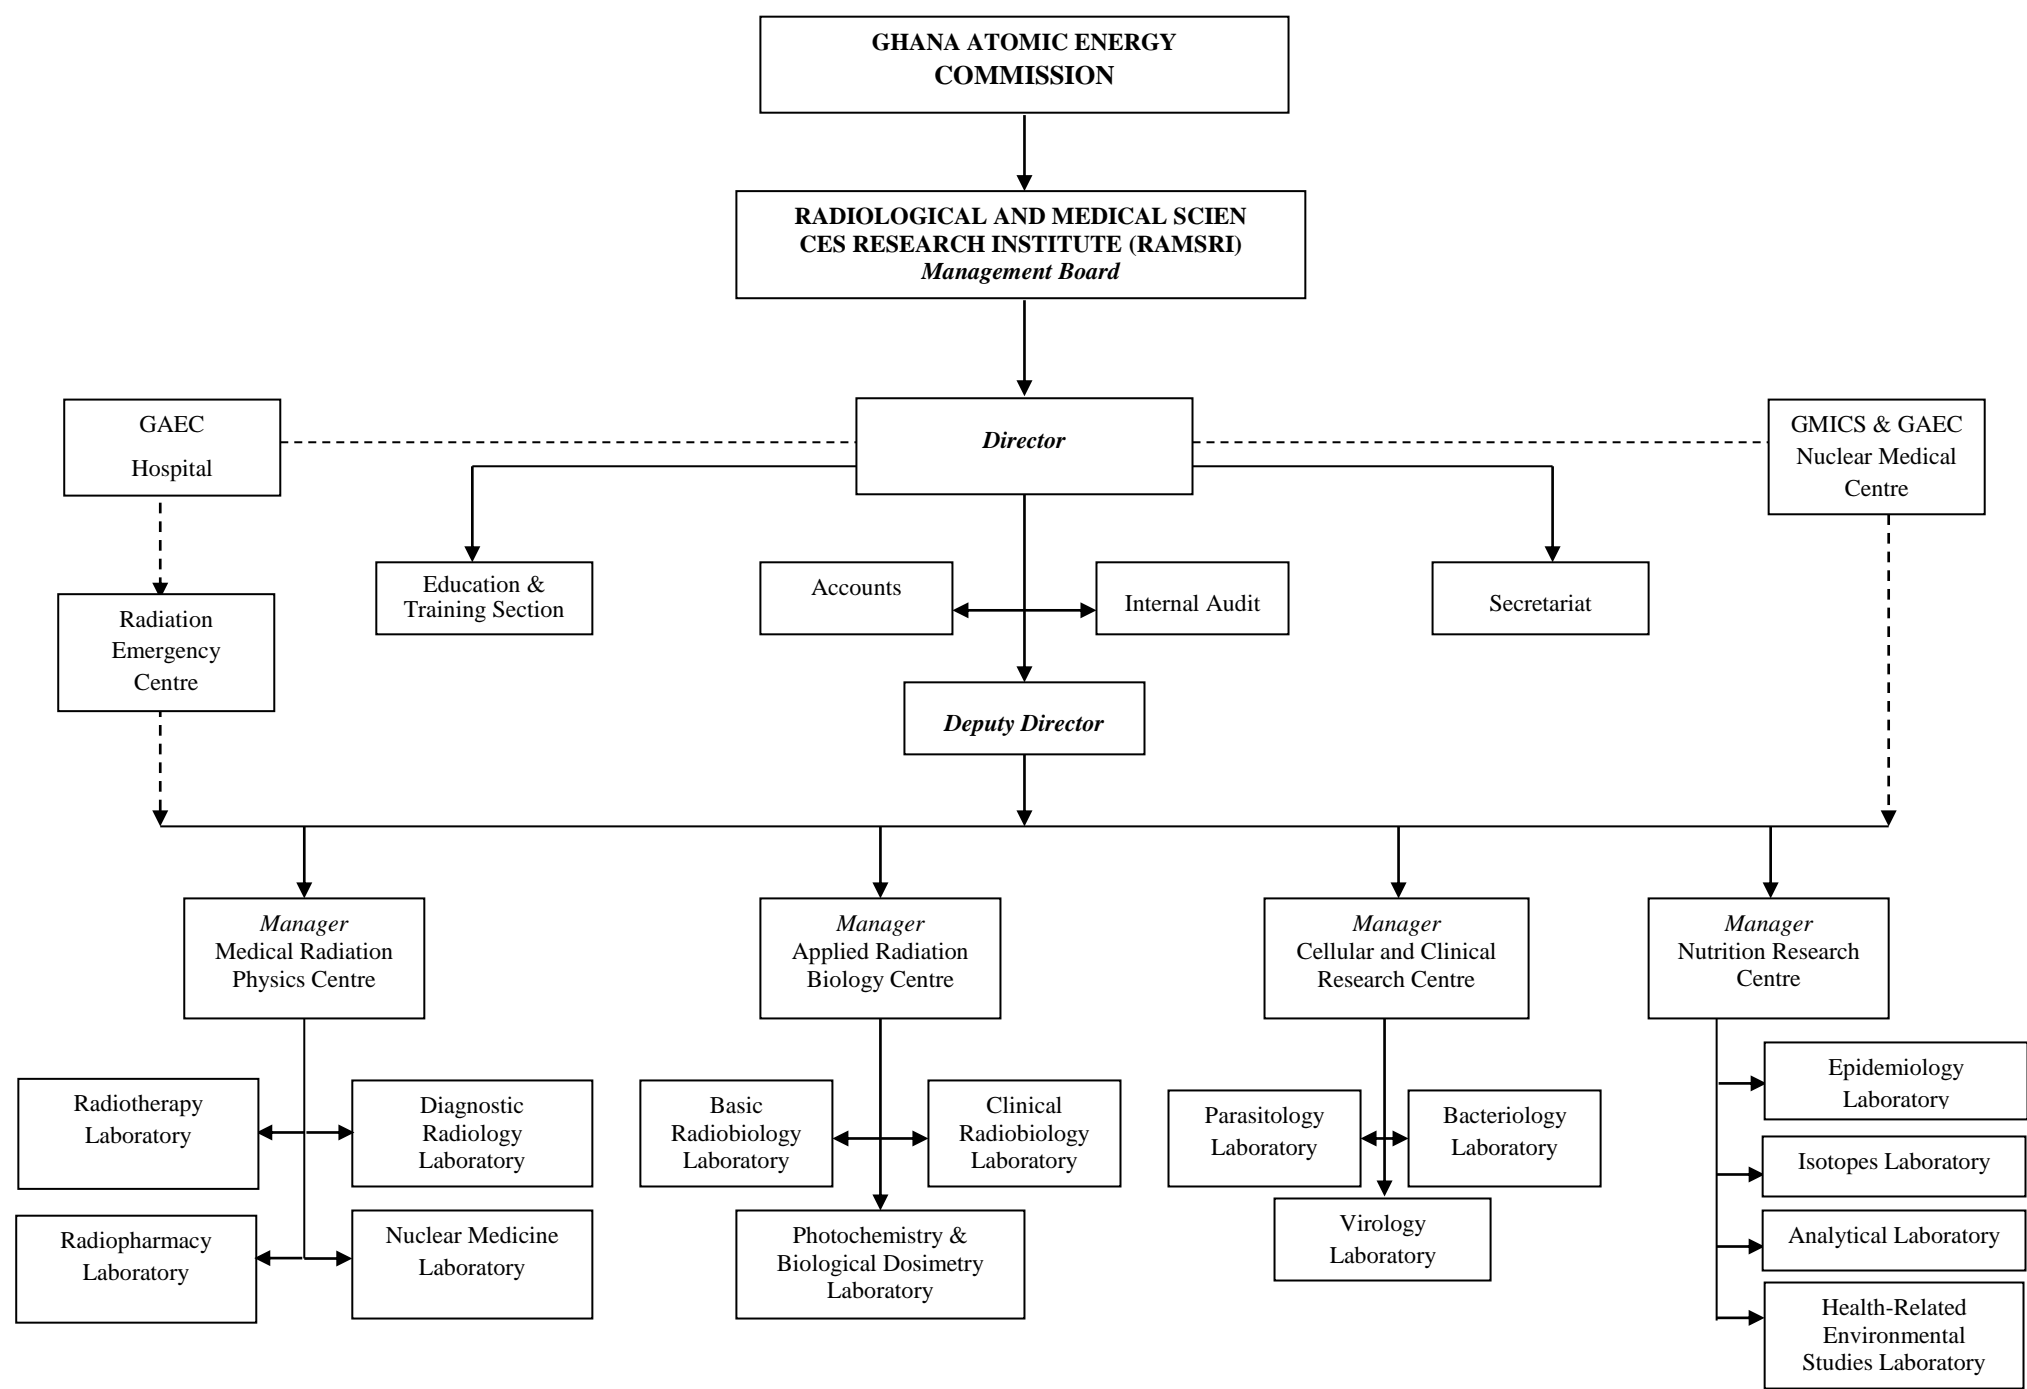 GHANA ATOMIC ENERGY
COMMISSION
RADIOLOGICAL AND MEDICAL SCIEN
CES RESEARCH INSTITUTE (RAMSRI)
Management Board
GAEC
Hospital
Director
GMICS & GAEC
Nuclear Medical
Centre
Education &
Training Section
Accounts
Internal Audit
Secretariat
Radiation
Emergency
Centre
Deputy Director
Manager
Medical Radiation
Physics Centre
Manager
Applied Radiation
Biology Centre
Manager
Cellular and Clinical
Research Centre
Manager
Nutrition Research
Centre
Radiotherapy
Laboratory
Diagnostic
Radiology
Laboratory
Basic
Radiobiology
Laboratory
Clinical
Radiobiology
Laboratory
Parasitology
Laboratory
Bacteriology
Laboratory
Epidemiology
Laboratory
Isotopes Laboratory
Radiopharmacy
Laboratory
Nuclear Medicine
Laboratory
Photochemistry &
Biological Dosimetry
Laboratory
Virology
Laboratory
Analytical Laboratory
Health-Related
Environmental
Studies Laboratory